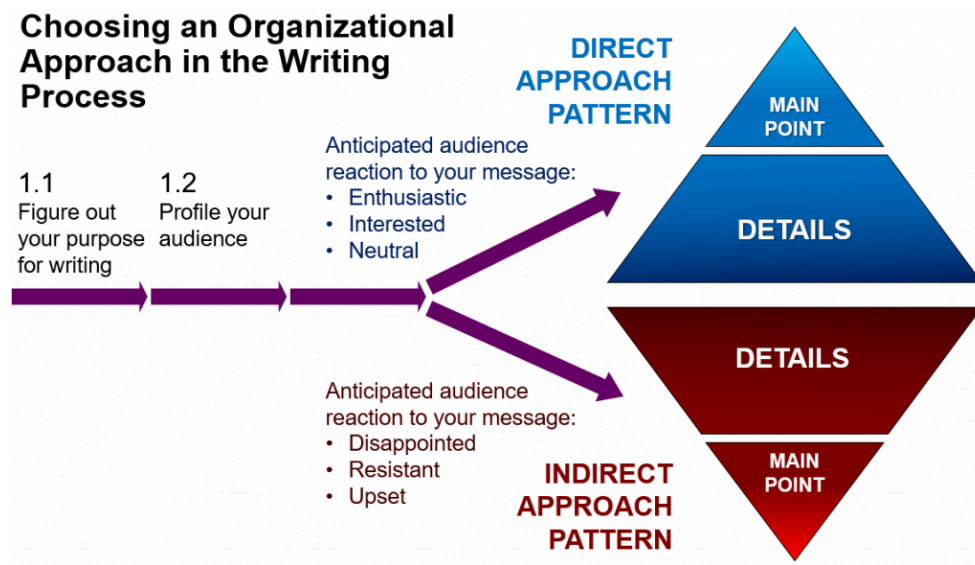 Choosing an Organizational
Approach in the Writing
Process
1.1
Figure out
your purpose
for writing
1.2
Profile your
audience
Anticipated audience
reaction to your message:
• Enthusiastic
• Interested
• Neutral
DIRECT
APPROACH
PATTERN
MAIN
POINT
DETAILS
Anticipated audience
reaction to your message:
• Disappointed
• Resistant
• Upset
INDIRECT
APPROACH
PATTERN
DETAILS
MAIN
POINT